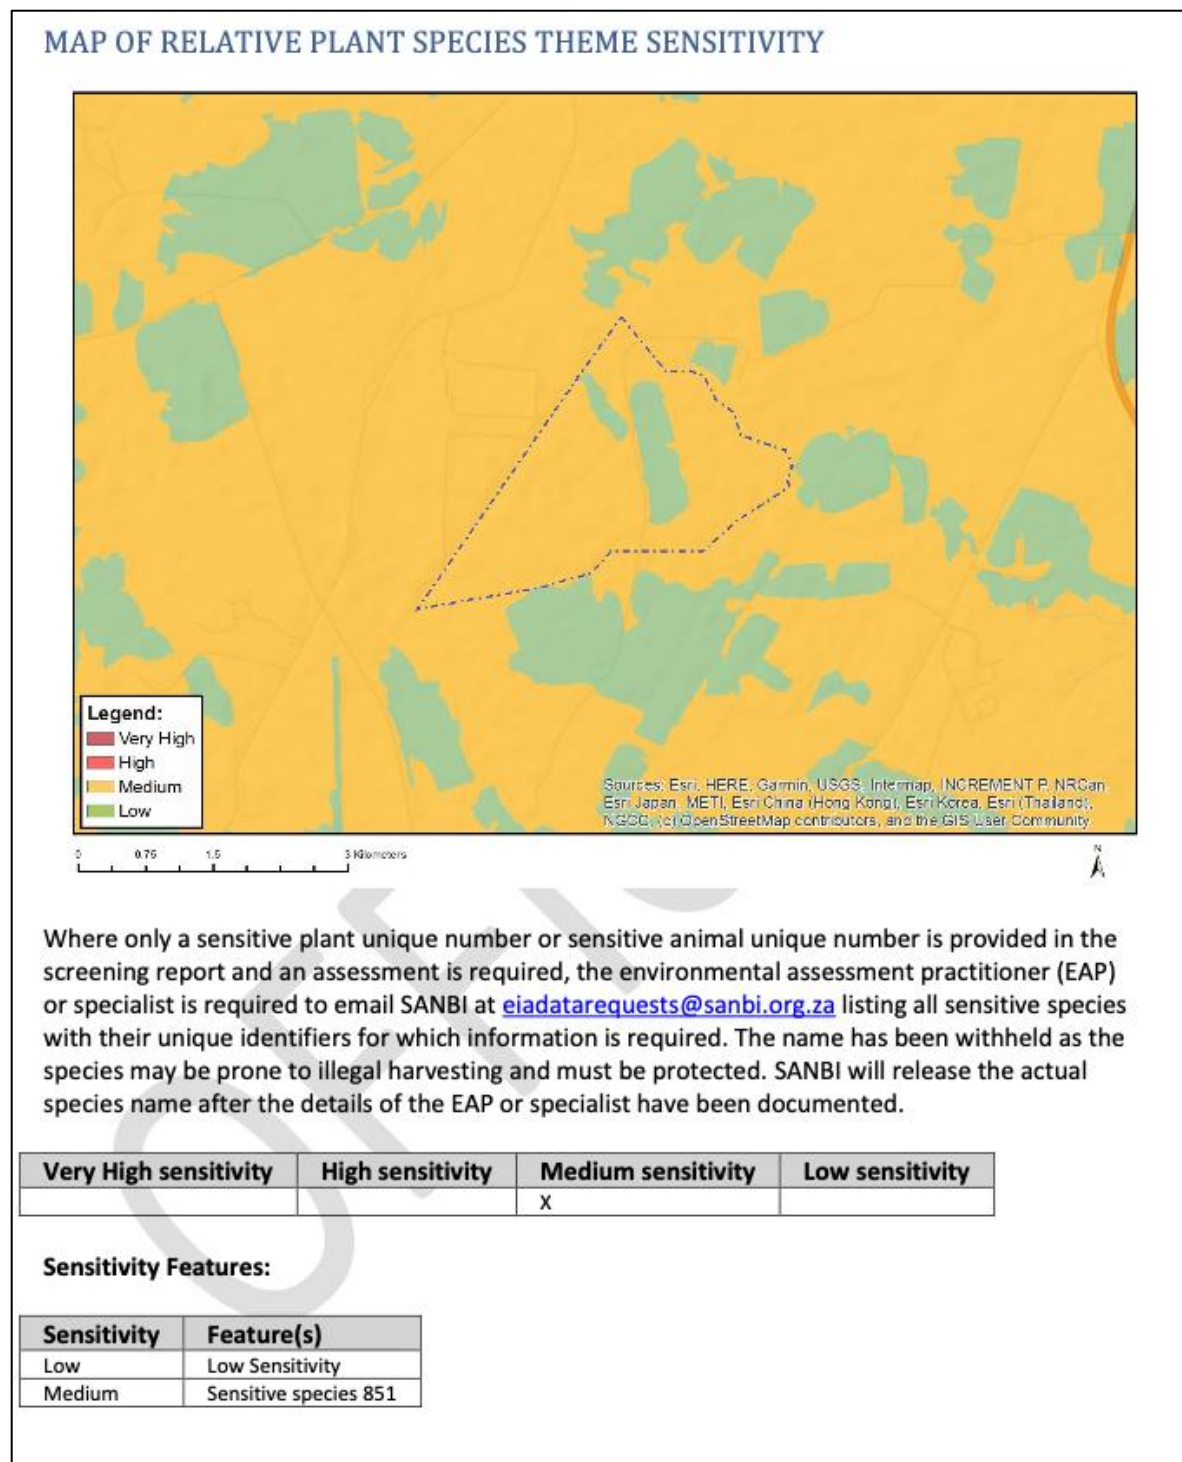 MAP OF RELATIVE PLANT SPECIES THEME SENSITIVITY
Legend:
Very High
High
Medium
Low
Sources: Esri, HERE, Garmin, USGS, Intermap, INCREMENT P, NRCan,
Esri Japan, METI, Esri China (Hong Kong), Esri Korea, Esri (Thailand),
NGCC, (c) OpenStreetMap contributors, and the GIS User Community
0 0.75 1.5 3 Kilometers
N
Where only a sensitive plant unique number or sensitive animal unique number is provided in the
screening report and an assessment is required, the environmental assessment practitioner (EAP)
or specialist is required to email SANBI at eiadatarequests@sanbi.org.za listing all sensitive species
with their unique identifiers for which information is required. The name has been withheld as the
species may be prone to illegal harvesting and must be protected. SANBI will release the actual
species name after the details of the EAP or specialist have been documented.
Very High sensitivity High sensitivity Medium sensitivity Low sensitivity
X
Sensitivity Features:
Sensitivity Feature(s)
Low Low Sensitivity
Medium Sensitive species 851